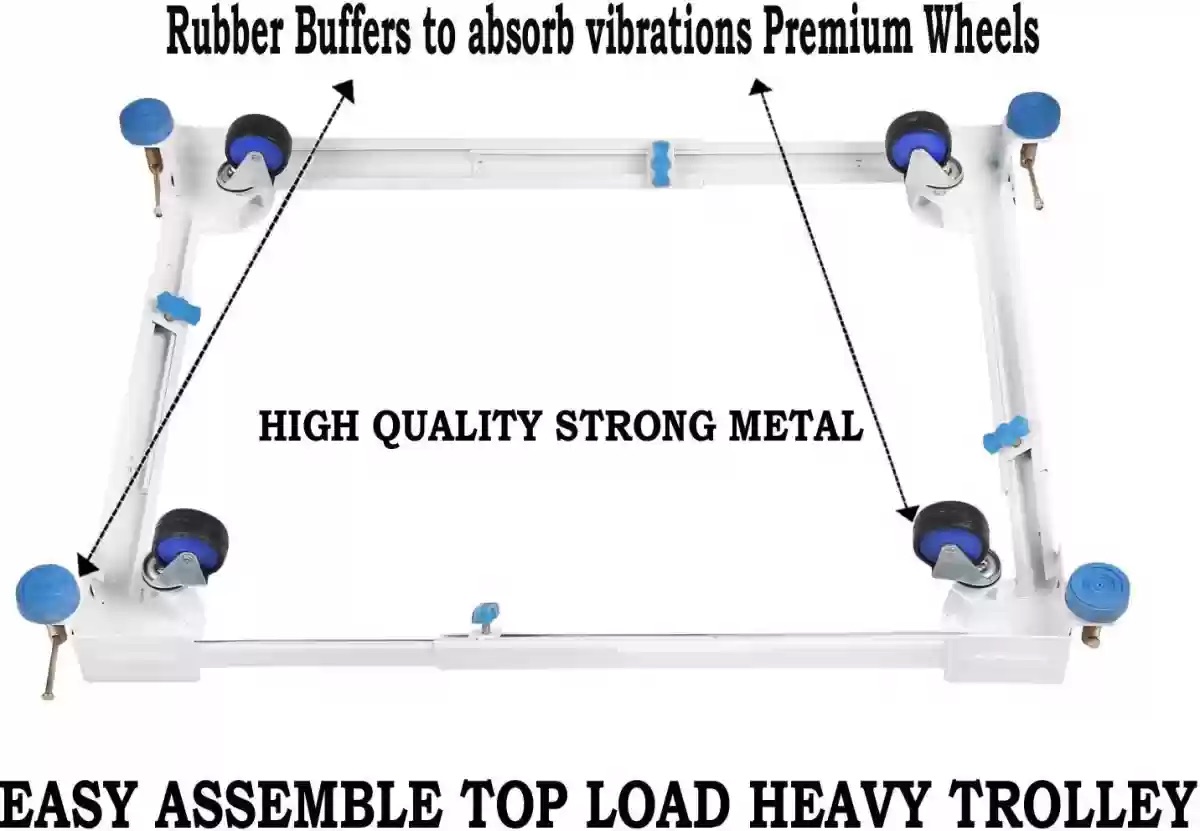 Rubber Buffers to absorb vibrations Premium Wheels
HIGH QUALITY STRONG METAL
EASY ASSEMBLE TOP LOAD HEAVY TROLLEY